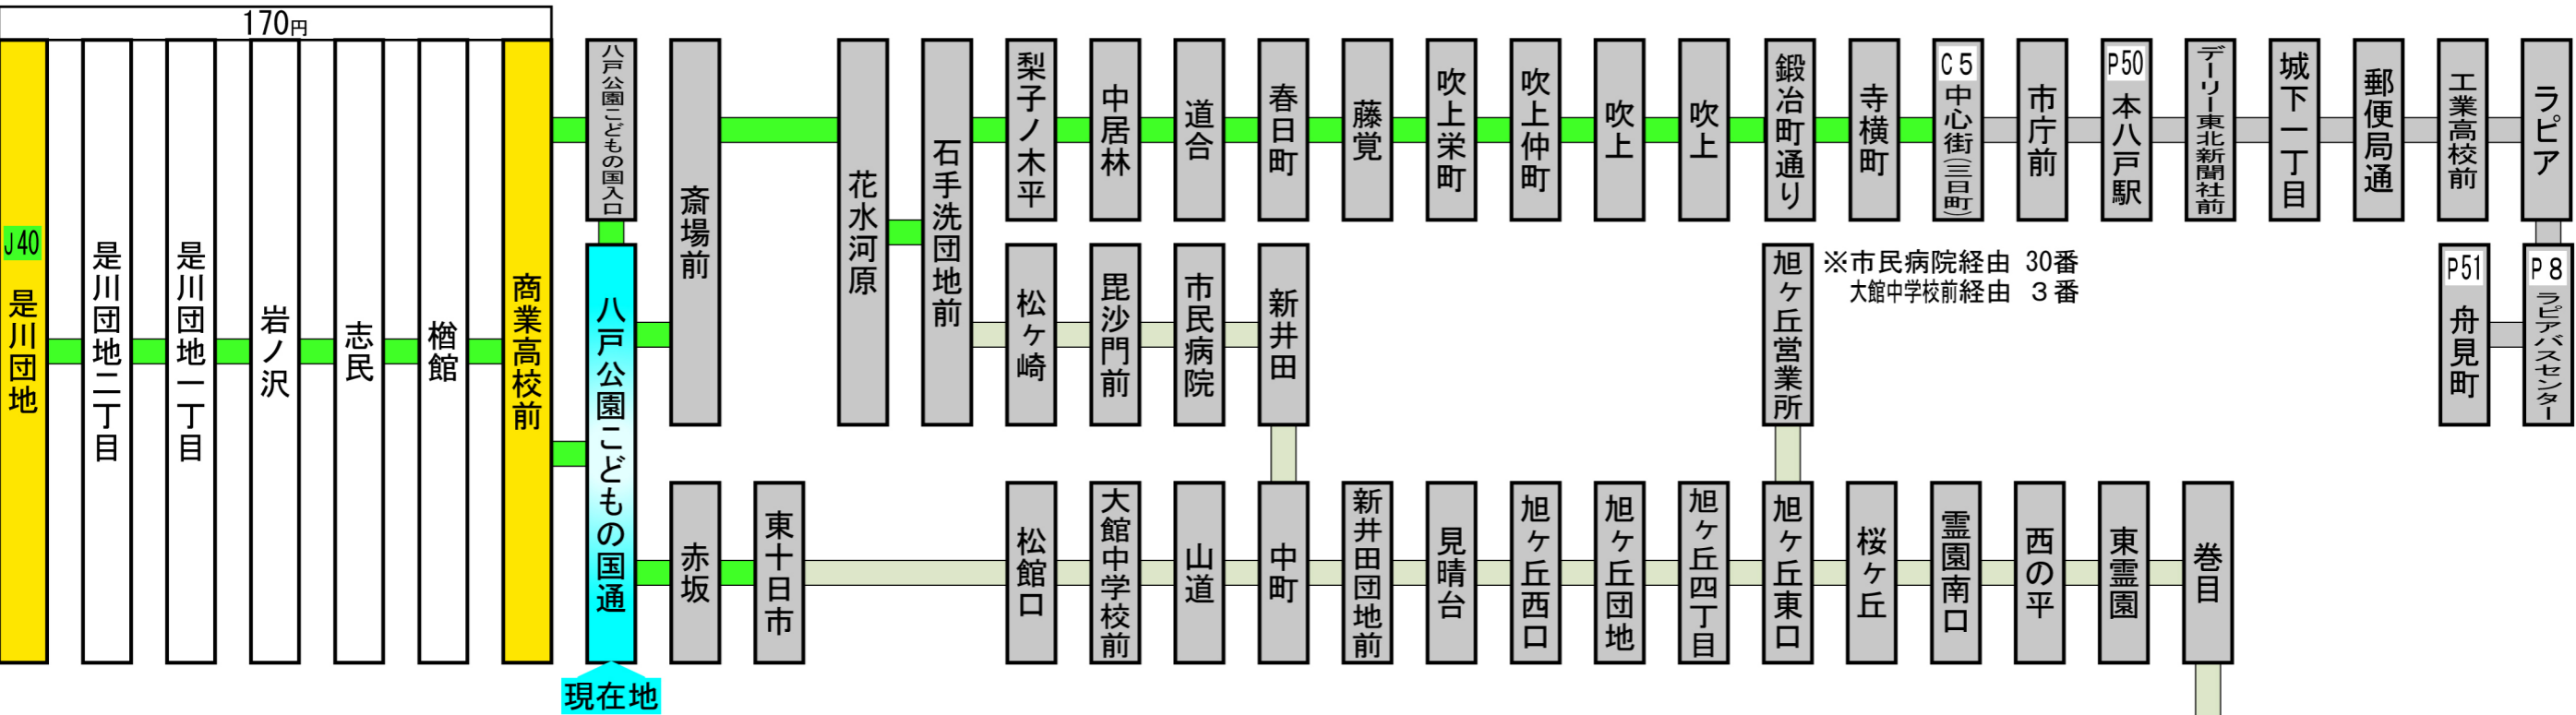 170円
J40 是川団地
是川団地二丁目
是川団地一丁目
岩ノ沢
志民
楢館
商業高校前
八戸公園こどもの国入口
八戸公園こどもの国通
現在地
斎場前
花水河原
石手洗団地前
梨子ノ木平
中居林
道合
春日町
藤覚
吹上栄町
吹上仲町
吹上
吹上
鍛冶町通り
寺横町
C5 中心街(三日町)
市庁前
P50 本八戸駅
デーリー東北新聞社前
城下一丁目
郵便局通
工業高校前
ラピア
P8 ラピアバスセンター
P51 舟見町
松ヶ崎
毘沙門前
市民病院
新井田
旭ヶ丘営業所
※市民病院経由 30番
大館中学校前経由 3番
赤坂
東十日市
松館口
大館中学校前
山道
中町
新井田団地前
見晴台
旭ヶ丘西口
旭ヶ丘団地
旭ヶ丘四丁目
旭ヶ丘東口
桜ヶ丘
霊園南口
西の平
東霊園
巻目